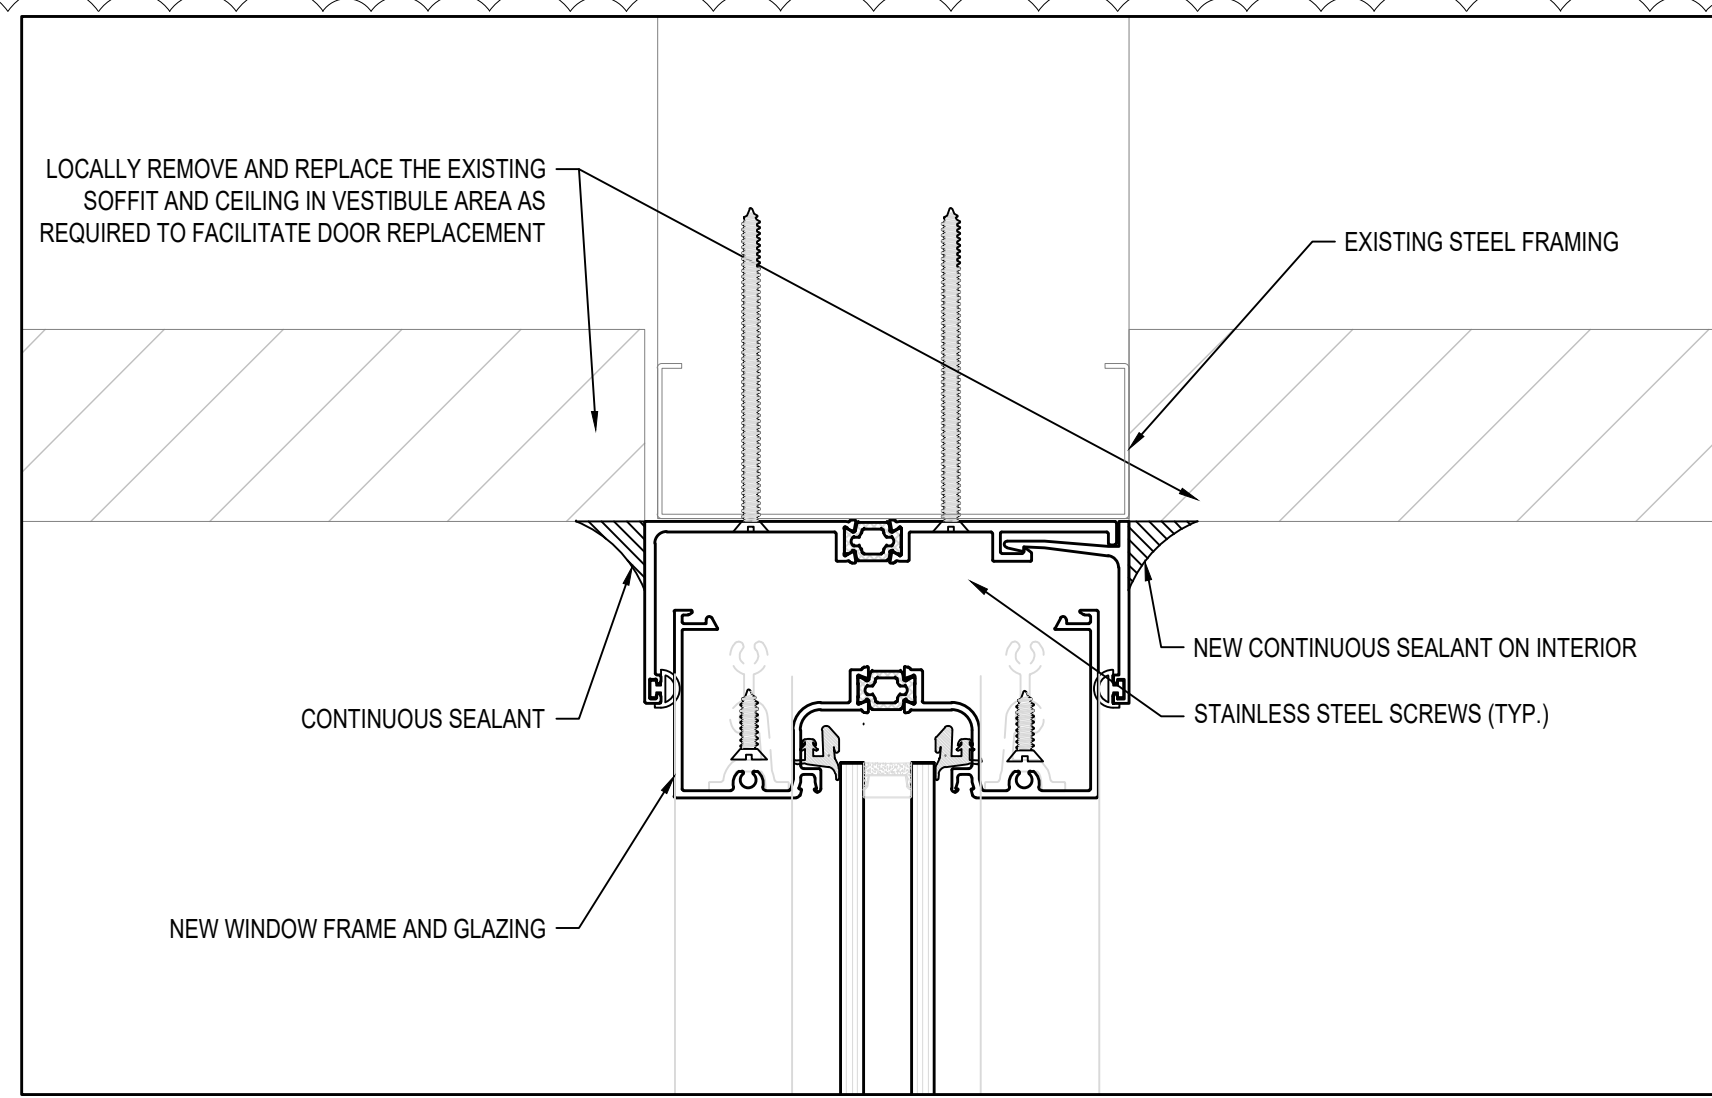 LOCALLY REMOVE AND REPLACE THE EXISTING
SOFFIT AND CEILING IN VESTIBULE AREA AS
REQUIRED TO FACILITATE DOOR REPLACEMENT
EXISTING STEEL FRAMING
NEW CONTINUOUS SEALANT ON INTERIOR
CONTINUOUS SEALANT
STAINLESS STEEL SCREWS (TYP.)
NEW WINDOW FRAME AND GLAZING